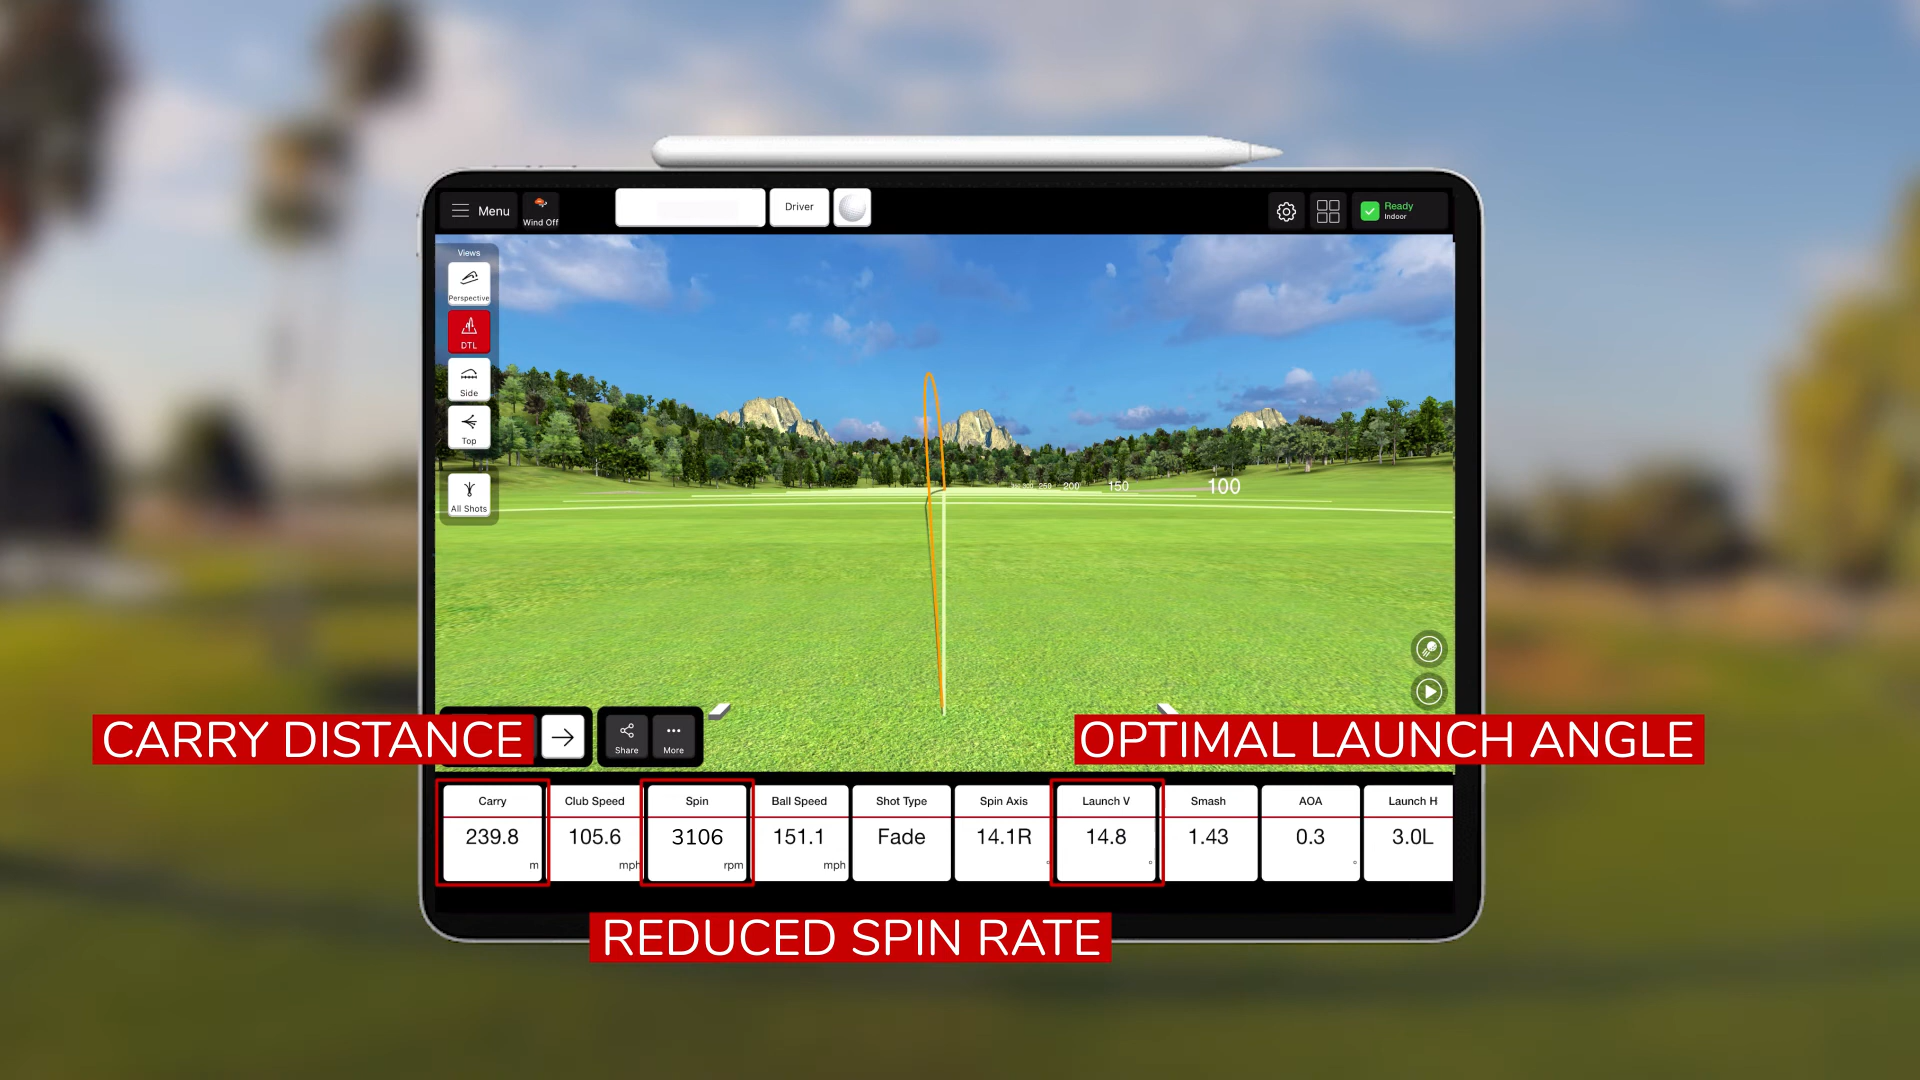 Menu
Wind Off
Driver
Ready
Indoor
Views
Perspective
DTL
Side
Top
All Shots
250 200 150 100
CARRY DISTANCE
Share
More
OPTIMAL LAUNCH ANGLE
Carry
239.8
m
Club Speed
105.6
mph
Spin
3106
rpm
Ball Speed
151.1
mph
Shot Type
Fade
Spin Axis
14.1R
°
Launch V
14.8
°
Smash
1.43
AOA
0.3
°
Launch H
3.0L
REDUCED SPIN RATE